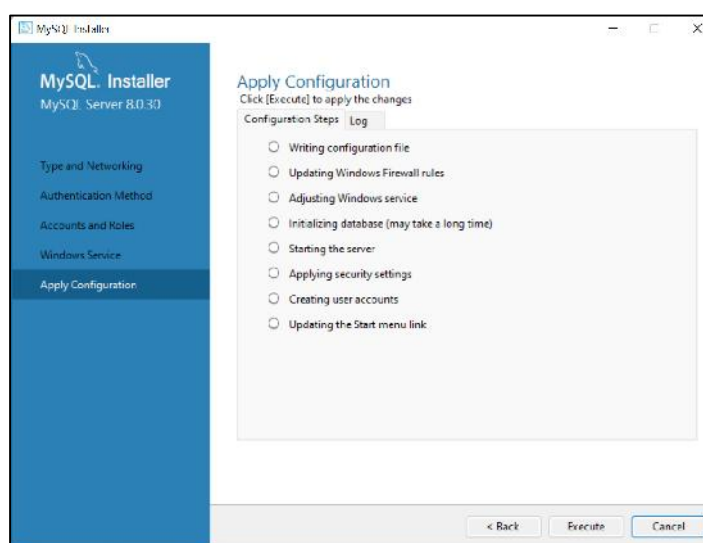 MySQL Installer
MySQL. Installer
MySQL Server 8.0.30
Type and Networking
Authentication Method
Accounts and Roles
Windows Service
Apply Configuration
Apply Configuration
Click [Execute] to apply the changes
Configuration Steps Log
Writing configuration file
Updating Windows Firewall rules
Adjusting Windows service
Initializing database (may take a long time)
Starting the server
Applying security settings
Creating user accounts
Updating the Start menu link
< Back Execute Cancel